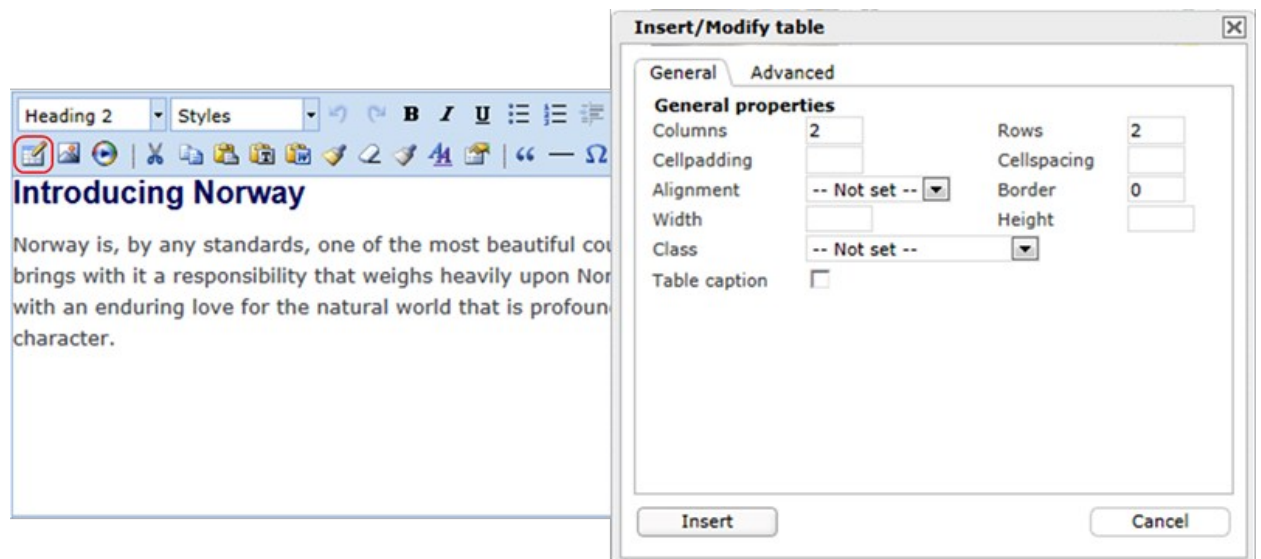 Insert/Modify table
General Advanced
General properties
Columns 2 Rows 2
Cellpadding Cellspacing
Alignment -- Not set -- Border 0
Width Height
Class -- Not set --
Table caption
Insert Cancel
Heading 2 Styles B I U
“ — Ω
Introducing Norway
Norway is, by any standards, one of the most beautiful cou
brings with it a responsibility that weighs heavily upon Nor
with an enduring love for the natural world that is profoun
character.